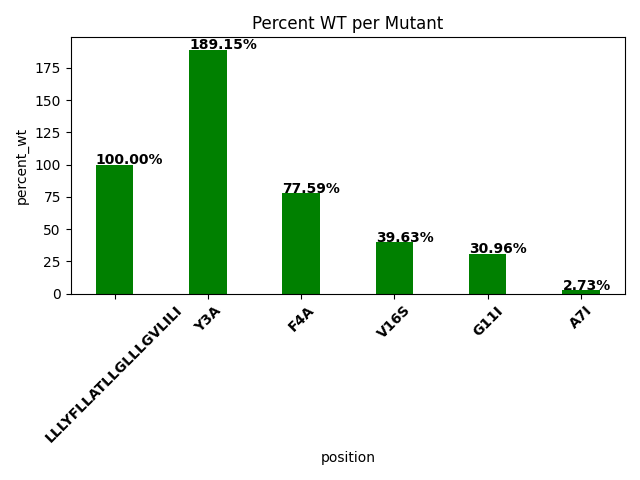 Percent WT per Mutant
percent_wt
175
150
125
100
75
50
25
0
100.00%
189.15%
77.59%
39.63%
30.96%
2.73%
LLLYFLLATLLGLLLGVLILI
Y3A
F4A
V16S
G11I
A7I
position